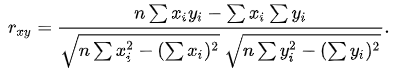 r_{xy} = \frac{n \sum x_i y_i - \sum x_i \sum y_i}{\sqrt{n \sum x_i^2 - (\sum x_i)^2} \sqrt{n \sum y_i^2 - (\sum y_i)^2}}.